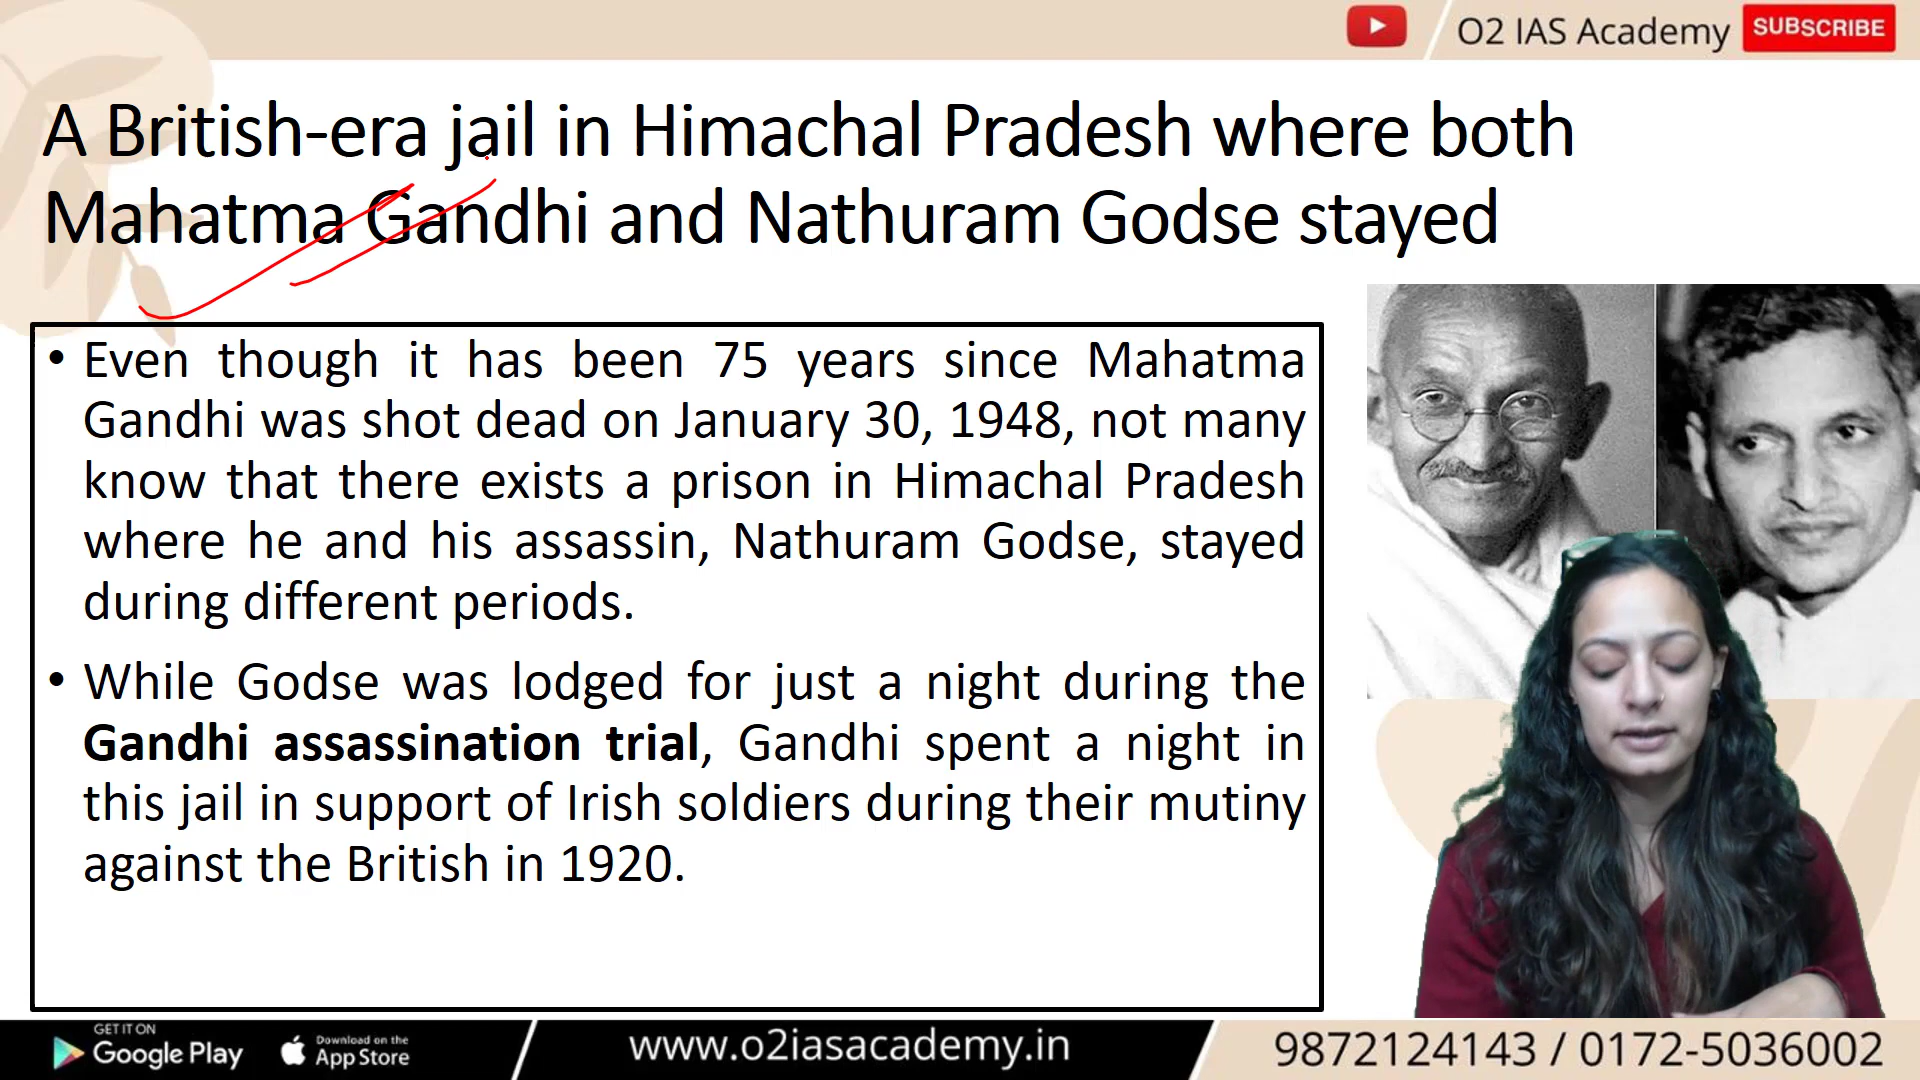 O2 IAS Academy SUBSCRIBE
A British-era jail in Himachal Pradesh where both
Mahatma Gandhi and Nathuram Godse stayed
• Even though it has been 75 years since Mahatma
Gandhi was shot dead on January 30, 1948, not many
know that there exists a prison in Himachal Pradesh
where he and his assassin, Nathuram Godse, stayed
during different periods.
• While Godse was lodged for just a night during the
Gandhi assassination trial, Gandhi spent a night in
this jail in support of Irish soldiers during their mutiny
against the British in 1920.
GET IT ON
Google Play
Download on the
App Store
www.o2iasacademy.in
9872124143 / 0172-5036002